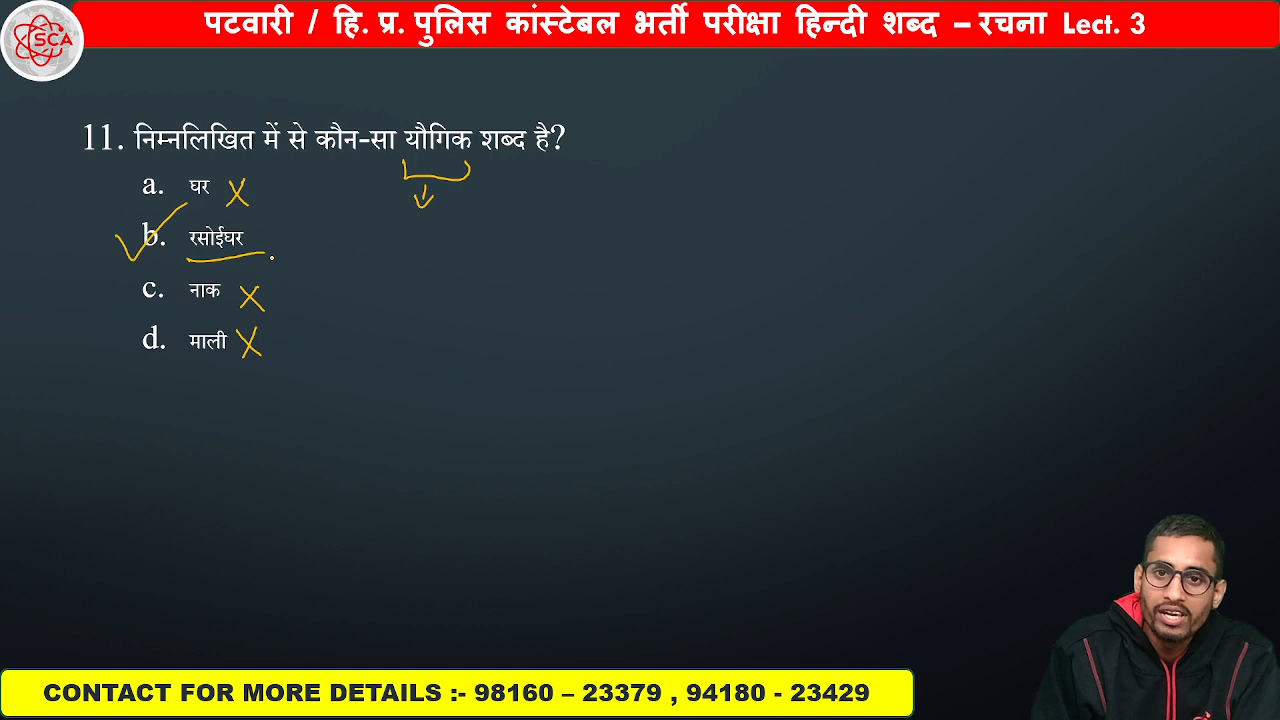 पटवारी / हि. प्र. पुलिस कांस्टेबल भर्ती परीक्षा हिन्दी शब्द – रचना Lect. 3
SCA
11. निम्नलिखित में से कौन-सा यौगिक शब्द है?
a. घर
b. रसोईघर
c. नाक
d. माली
CONTACT FOR MORE DETAILS :- 98160 – 23379 , 94180 - 23429